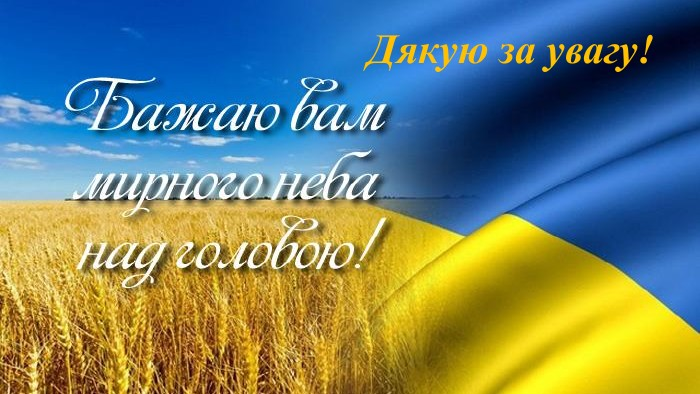 Дякую за увагу!
Бажаю вам
мирного неба
над головою!